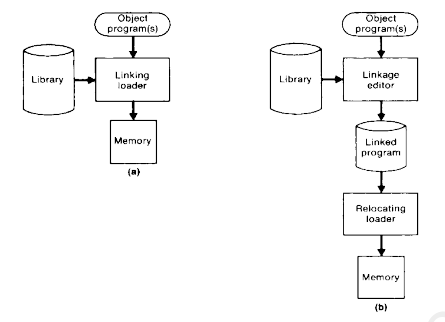 Object
program(s)
Library
Linking
loader
Memory
(a)
Object
program(s)
Library
Linkage
editor
Linked
program
Relocating
loader
Memory
(b)